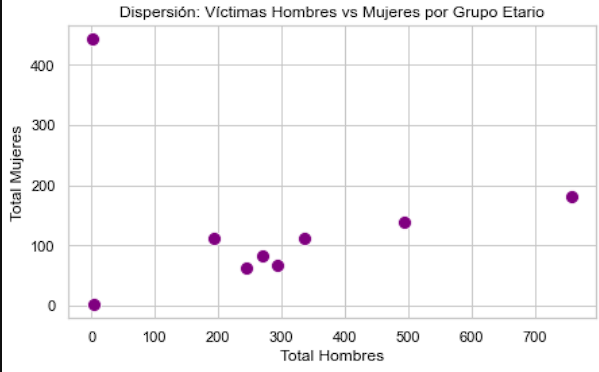 Dispersión: Víctimas Hombres vs Mujeres por Grupo Etario
Total Mujeres
400
300
200
100
0
0 100 200 300 400 500 600 700
Total Hombres